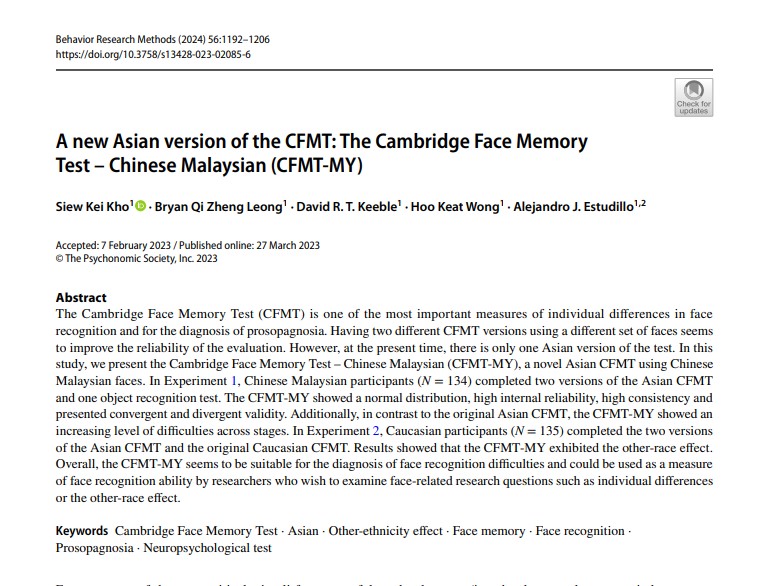 Behavior Research Methods (2024) 56:1192–1206
https://doi.org/10.3758/s13428-023-02085-6
Check for
updates
A new Asian version of the CFMT: The Cambridge Face Memory
Test – Chinese Malaysian (CFMT-MY)
Siew Kei Kho1 iD · Bryan Qi Zheng Leong1 · David R. T. Keeble1 · Hoo Keat Wong1 · Alejandro J. Estudillo1,2
Accepted: 7 February 2023 / Published online: 27 March 2023
© The Psychonomic Society, Inc. 2023
Abstract
The Cambridge Face Memory Test (CFMT) is one of the most important measures of individual differences in face
recognition and for the diagnosis of prosopagnosia. Having two different CFMT versions using a different set of faces seems
to improve the reliability of the evaluation. However, at the present time, there is only one Asian version of the test. In this
study, we present the Cambridge Face Memory Test – Chinese Malaysian (CFMT-MY), a novel Asian CFMT using Chinese
Malaysian faces. In Experiment 1, Chinese Malaysian participants (N = 134) completed two versions of the Asian CFMT
and one object recognition test. The CFMT-MY showed a normal distribution, high internal reliability, high consistency and
presented convergent and divergent validity. Additionally, in contrast to the original Asian CFMT, the CFMT-MY showed an
increasing level of difficulties across stages. In Experiment 2, Caucasian participants (N = 135) completed the two versions
of the Asian CFMT and the original Caucasian CFMT. Results showed that the CFMT-MY exhibited the other-race effect.
Overall, the CFMT-MY seems to be suitable for the diagnosis of face recognition difficulties and could be used as a measure
of face recognition ability by researchers who wish to examine face-related research questions such as individual differences
or the other-race effect.
Keywords Cambridge Face Memory Test · Asian · Other-ethnicity effect · Face memory · Face recognition ·
Prosopagnosia · Neuropsychological test